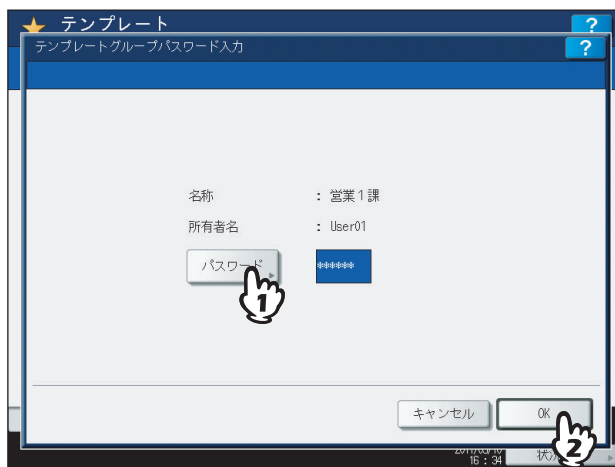 テンプレート
?
テンプレートグループパスワード入力
?
名称 : 営業1課
所有者名 : User01
パスワード ******
1
キャンセル OK
2
16:34